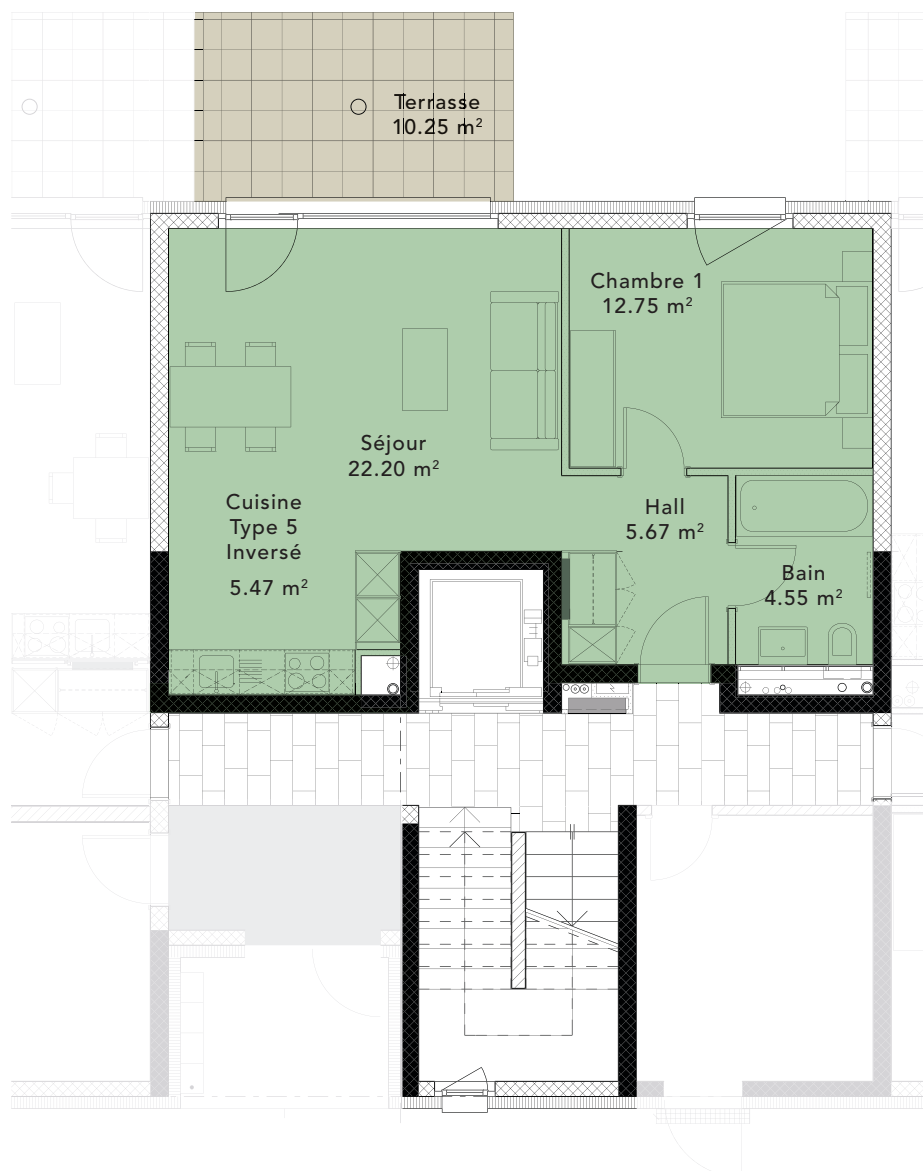 Terrasse
10.25 m²
Chambre 1
12.75 m²
Séjour
22.20 m²
Cuisine
Type 5
Inversé
5.47 m²
Hall
5.67 m²
Bain
4.55 m²